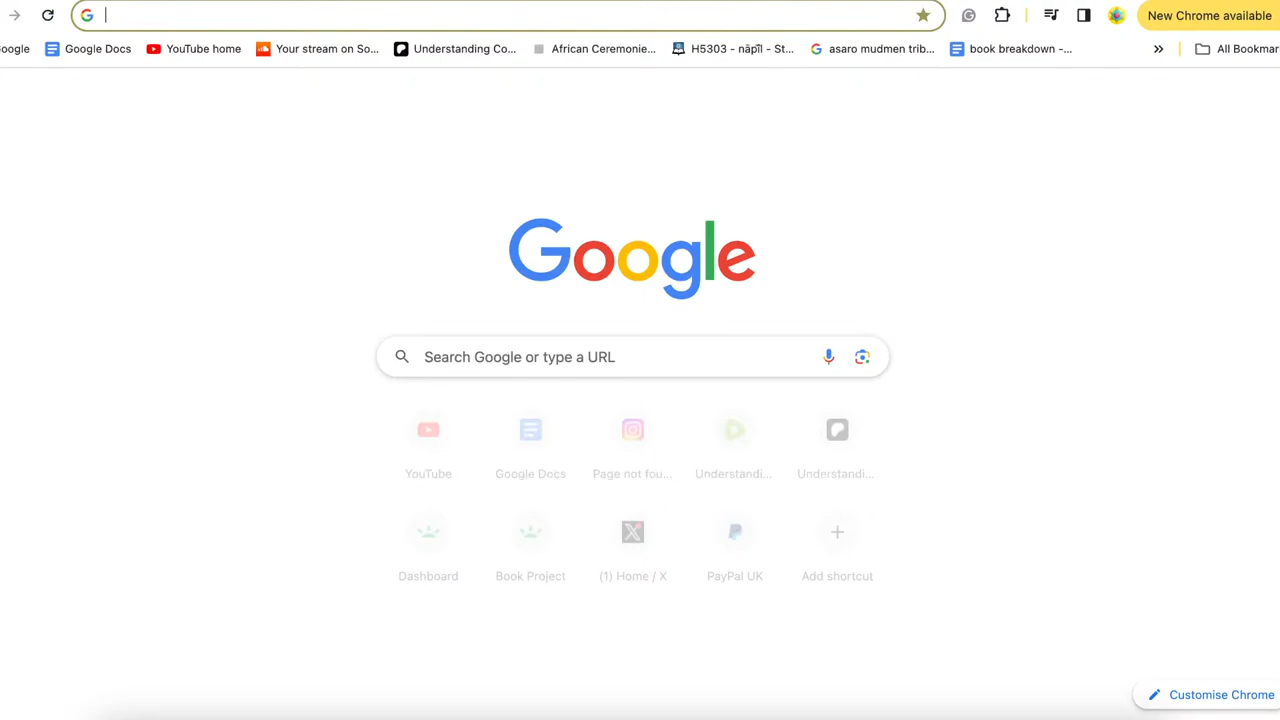 New Chrome available
oogle Google Docs YouTube home Your stream on So... Understanding Co... African Ceremonie... H5303 - nāpîl - St... asaro mudmen trib... book breakdown -... » All Bookmar
Google
Search Google or type a URL
YouTube Google Docs Page not fou... Understandi... Understandi...
Dashboard Book Project (1) Home / X PayPal UK Add shortcut
Customise Chrome